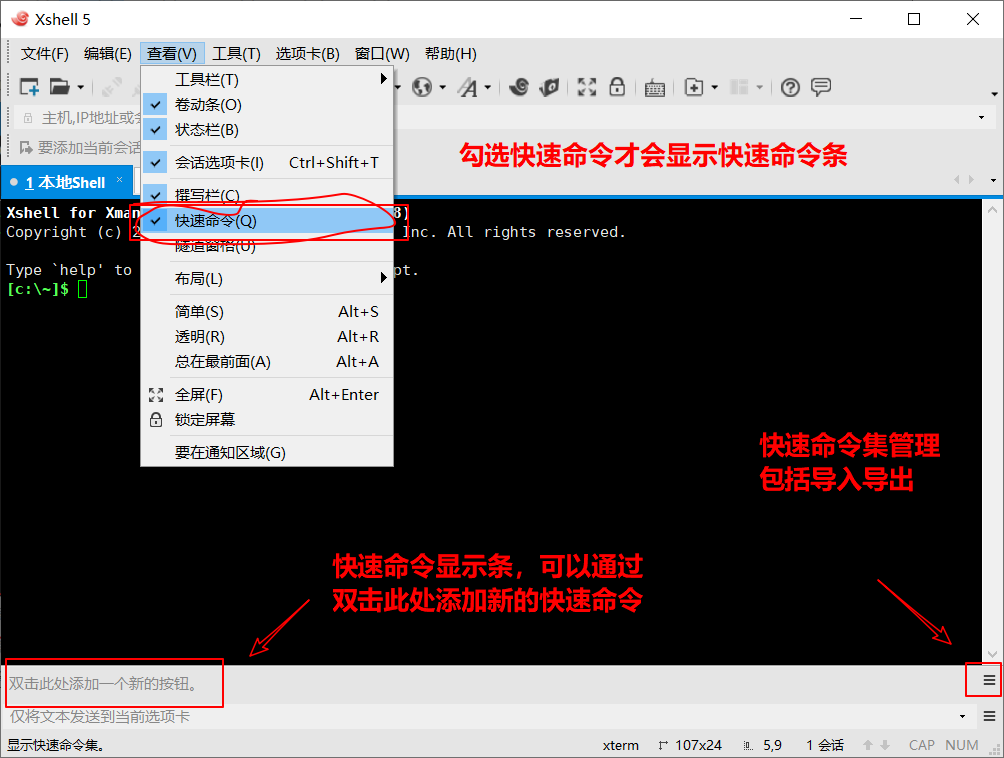 Xshell 5
文件(F) 编辑(E) 查看(V) 工具(T) 选项卡(B) 窗口(W) 帮助(H)
工具栏(T)
卷动条(O)
状态栏(B)
会话选项卡(I) Ctrl+Shift+T
撰写栏(C)
快速命令(Q)
隧道窗格(U)
布局(L)
简单(S) Alt+S
透明(R) Alt+R
总在最前面(A) Alt+A
全屏(F) Alt+Enter
锁定屏幕
要在通知区域(G)
主机,IP地址或
要添加当前会话
勾选快速命令才会显示快速命令条
1 本地Shell
Xshell for Xman 8)
Copyright (c) 2 Inc. All rights reserved.
Type `help' to pt.
[c:\~]$
快速命令集管理
包括导入导出
快速命令显示条，可以通过
双击此处添加新的快速命令
双击此处添加一个新的按钮。
仅将文本发送到当前选项卡
显示快速命令集。 xterm 107x24 5,9 1 会话 CAP NUM